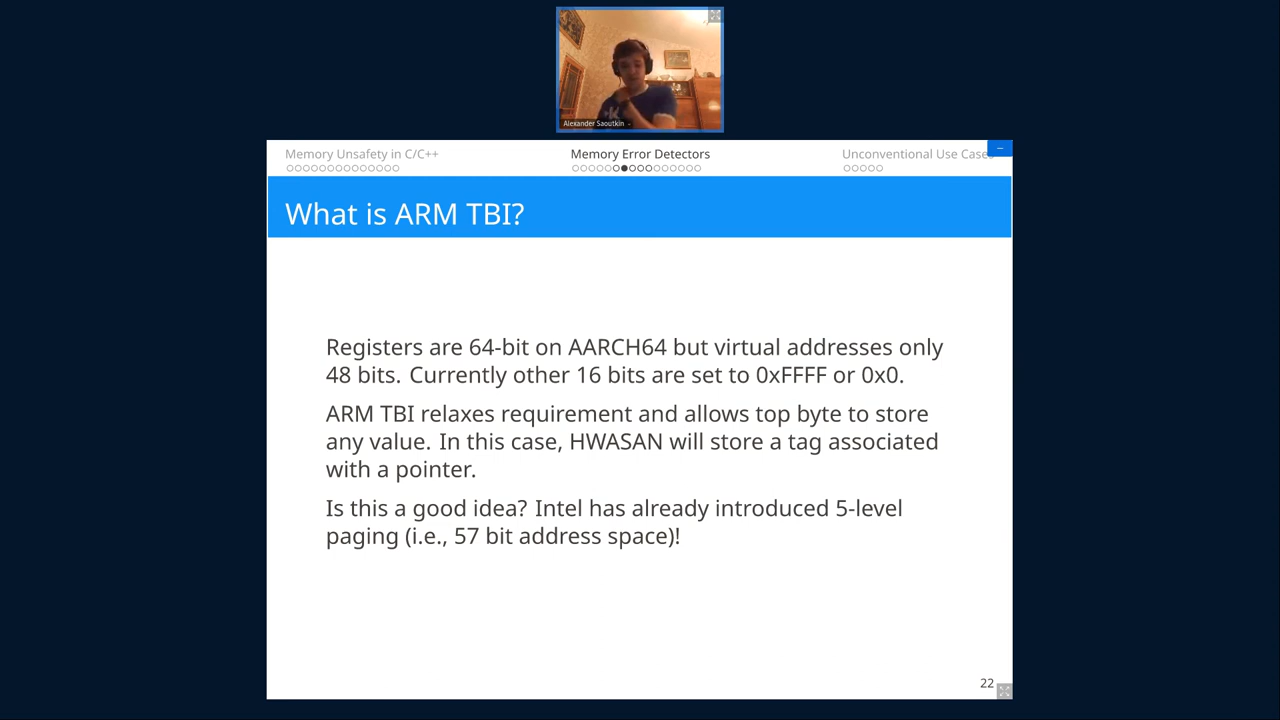 Alexander Saoutkin
Memory Unsafety in C/C++
Memory Error Detectors
Unconventional Use Cases
What is ARM TBI?
Registers are 64-bit on AARCH64 but virtual addresses only
48 bits. Currently other 16 bits are set to 0xFFFF or 0x0.
ARM TBI relaxes requirement and allows top byte to store
any value. In this case, HWASAN will store a tag associated
with a pointer.
Is this a good idea? Intel has already introduced 5-level
paging (i.e., 57 bit address space)!
22